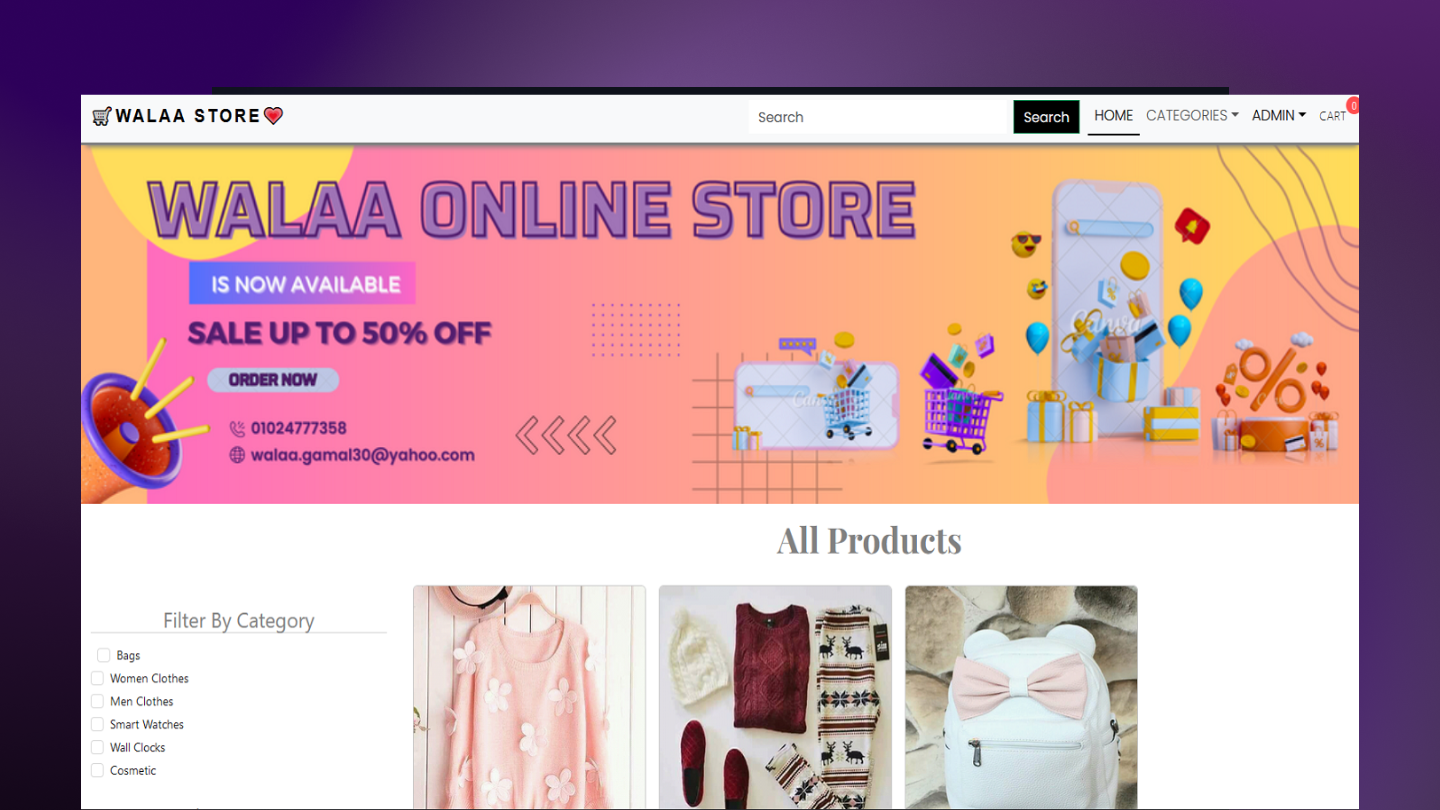 WALAA STORE
Search
Search
HOME
CATEGORIES
ADMIN
CART
0
WALAA ONLINE STORE
IS NOW AVAILABLE
SALE UP TO 50% OFF
ORDER NOW
01024777358
walaa.gamal30@yahoo.com
Canva
All Products
Filter By Category
Bags
Women Clothes
Men Clothes
Smart Watches
Wall Clocks
Cosmetic